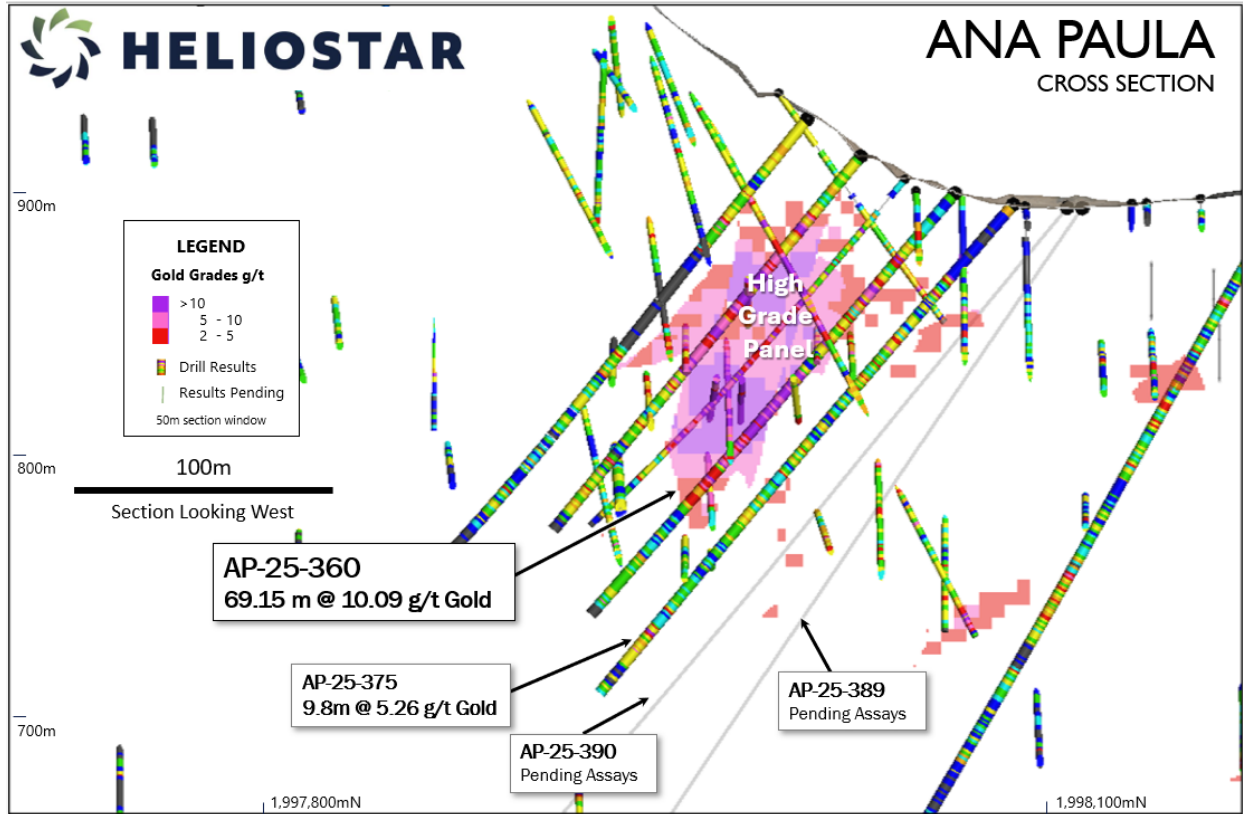 HELIOSTAR
ANA PAULA
CROSS SECTION
900m
LEGEND
Gold Grades g/t
>10
5 - 10
2 - 5
Drill Results
Results Pending
50m section window
High
Grade
Panel
800m
100m
Section Looking West
AP-25-360
69.15 m @ 10.09 g/t Gold
AP-25-375
9.8m @ 5.26 g/t Gold
AP-25-389
Pending Assays
700m
AP-25-390
Pending Assays
1,997,800mN
1,998,100mN